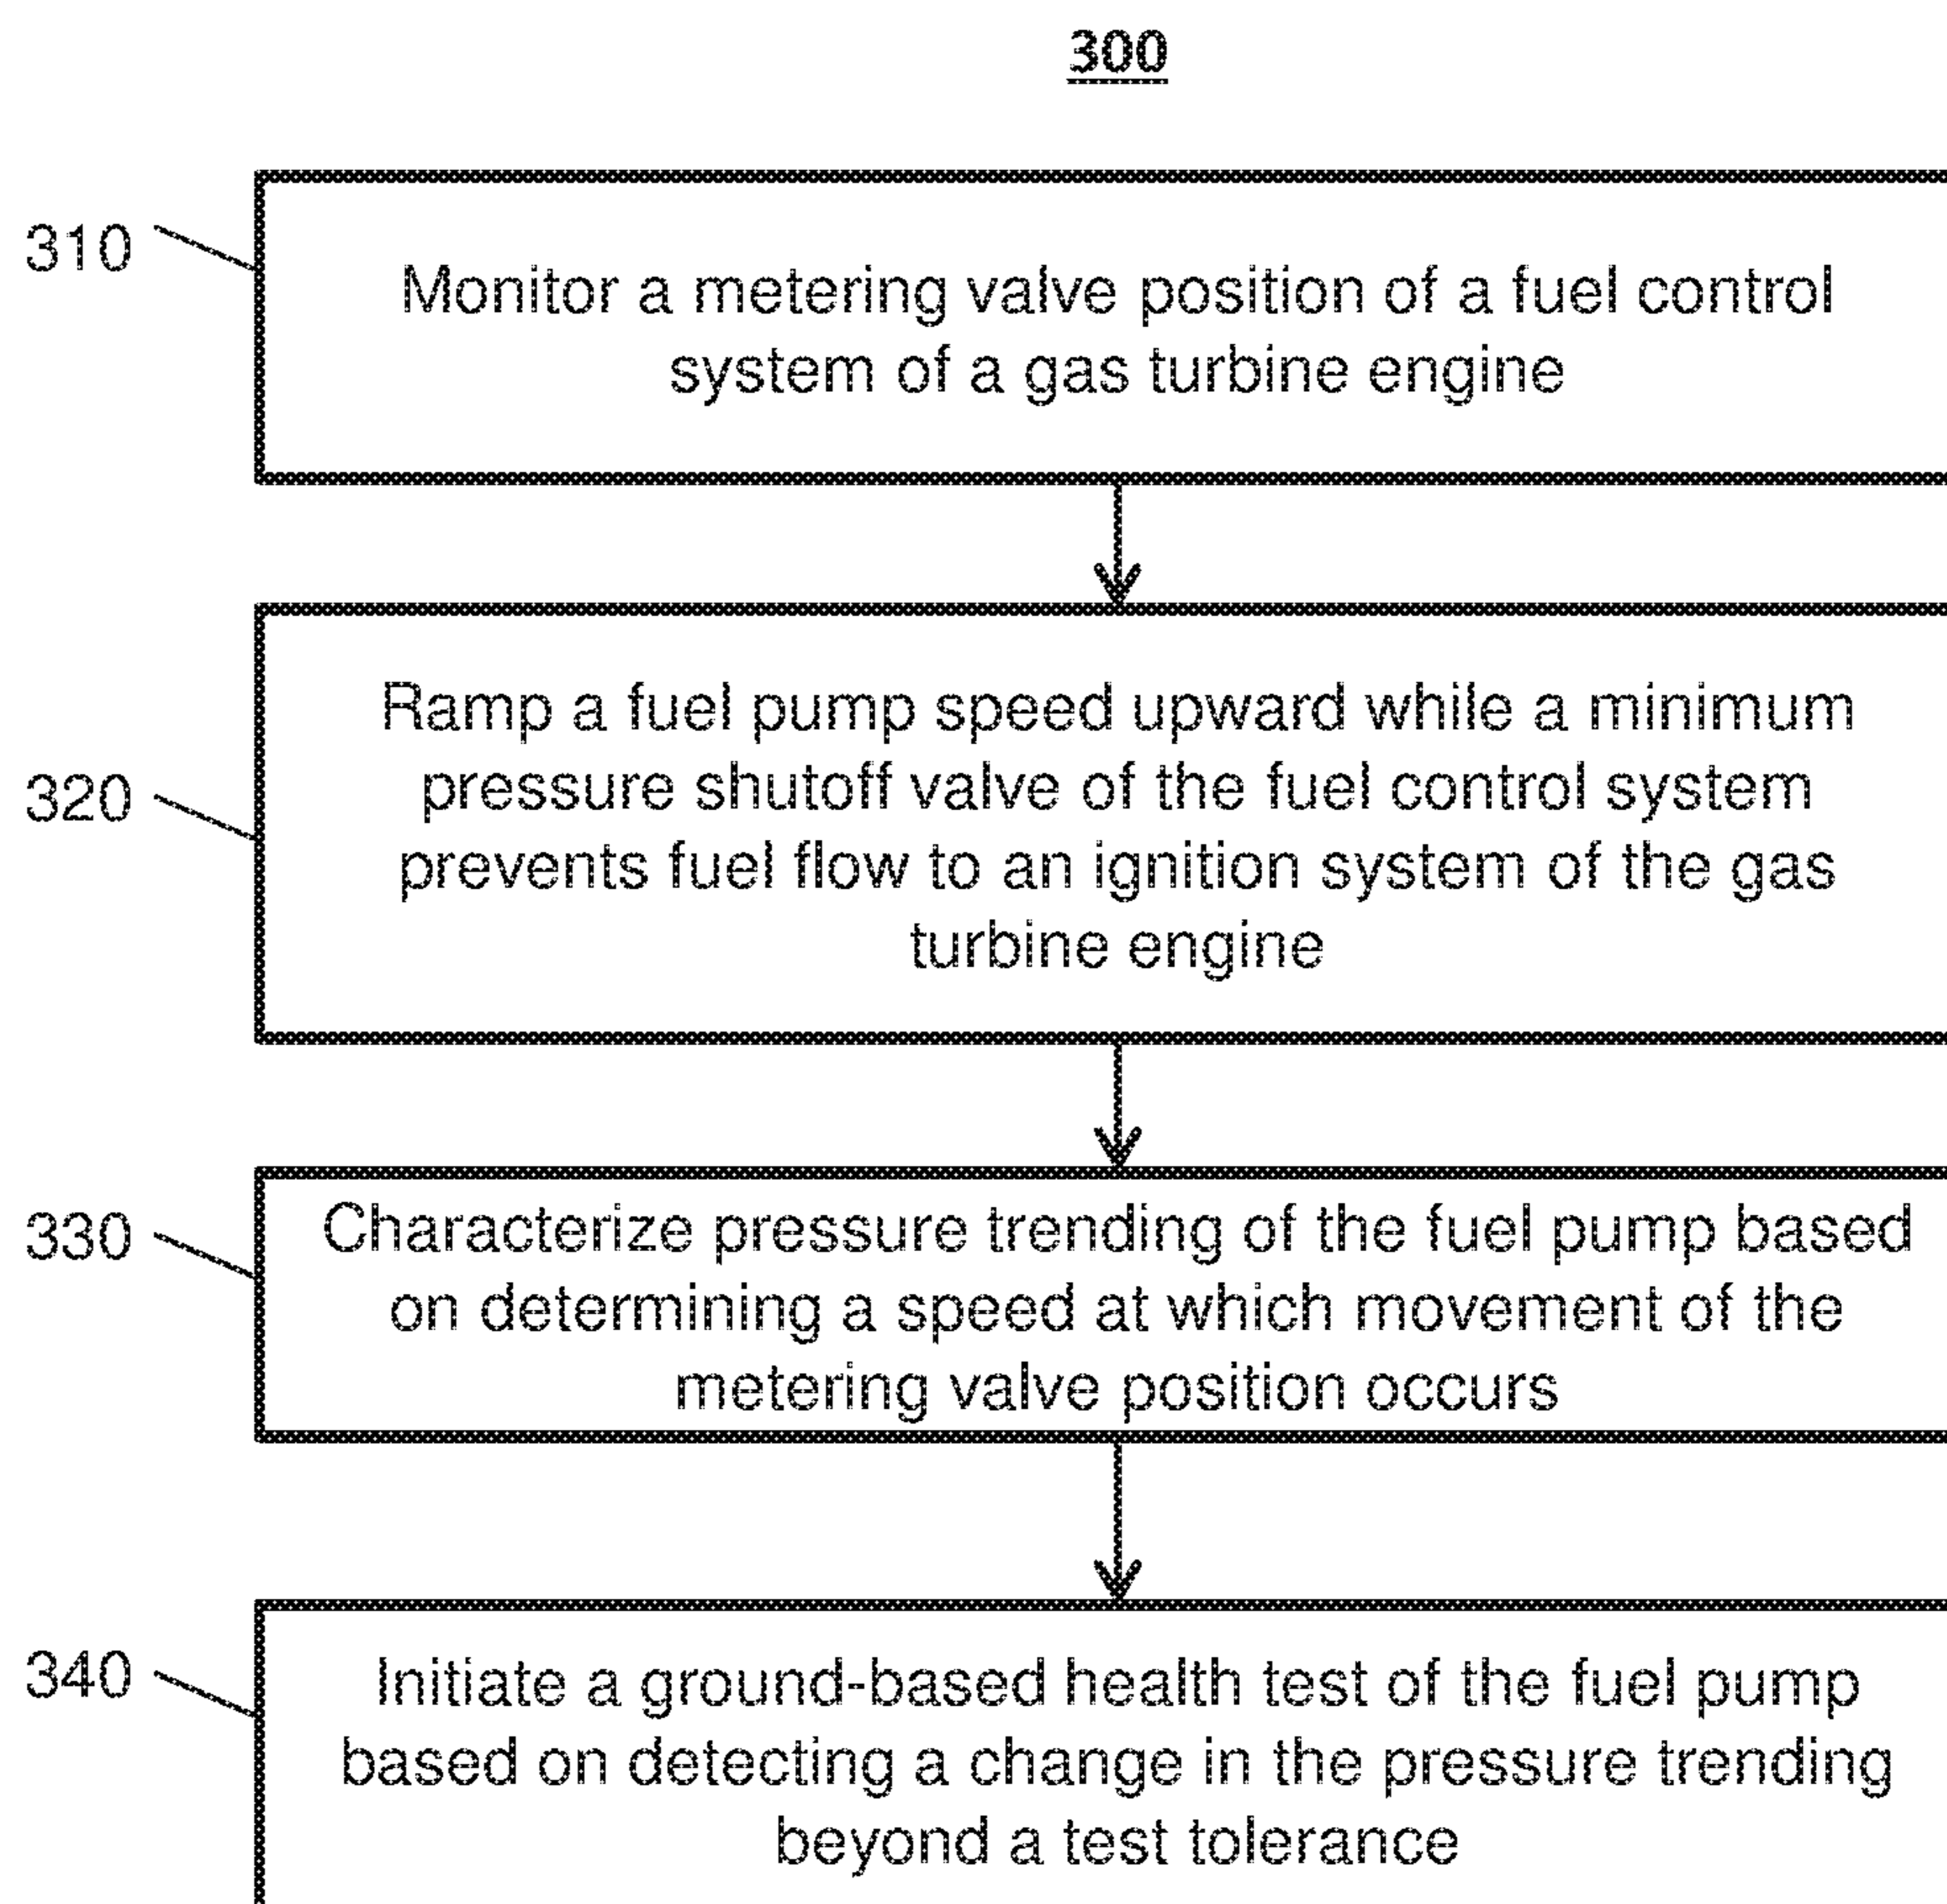 300
310
Monitor a metering valve position of a fuel control
system of a gas turbine engine
320
Ramp a fuel pump speed upward while a minimum
pressure shutoff valve of the fuel control system
prevents fuel flow to an ignition system of the gas
turbine engine
330
Characterize pressure trending of the fuel pump based
on determining a speed at which movement of the
metering valve position occurs
340
Initiate a ground-based health test of the fuel pump
based on detecting a change in the pressure trending
beyond a test tolerance